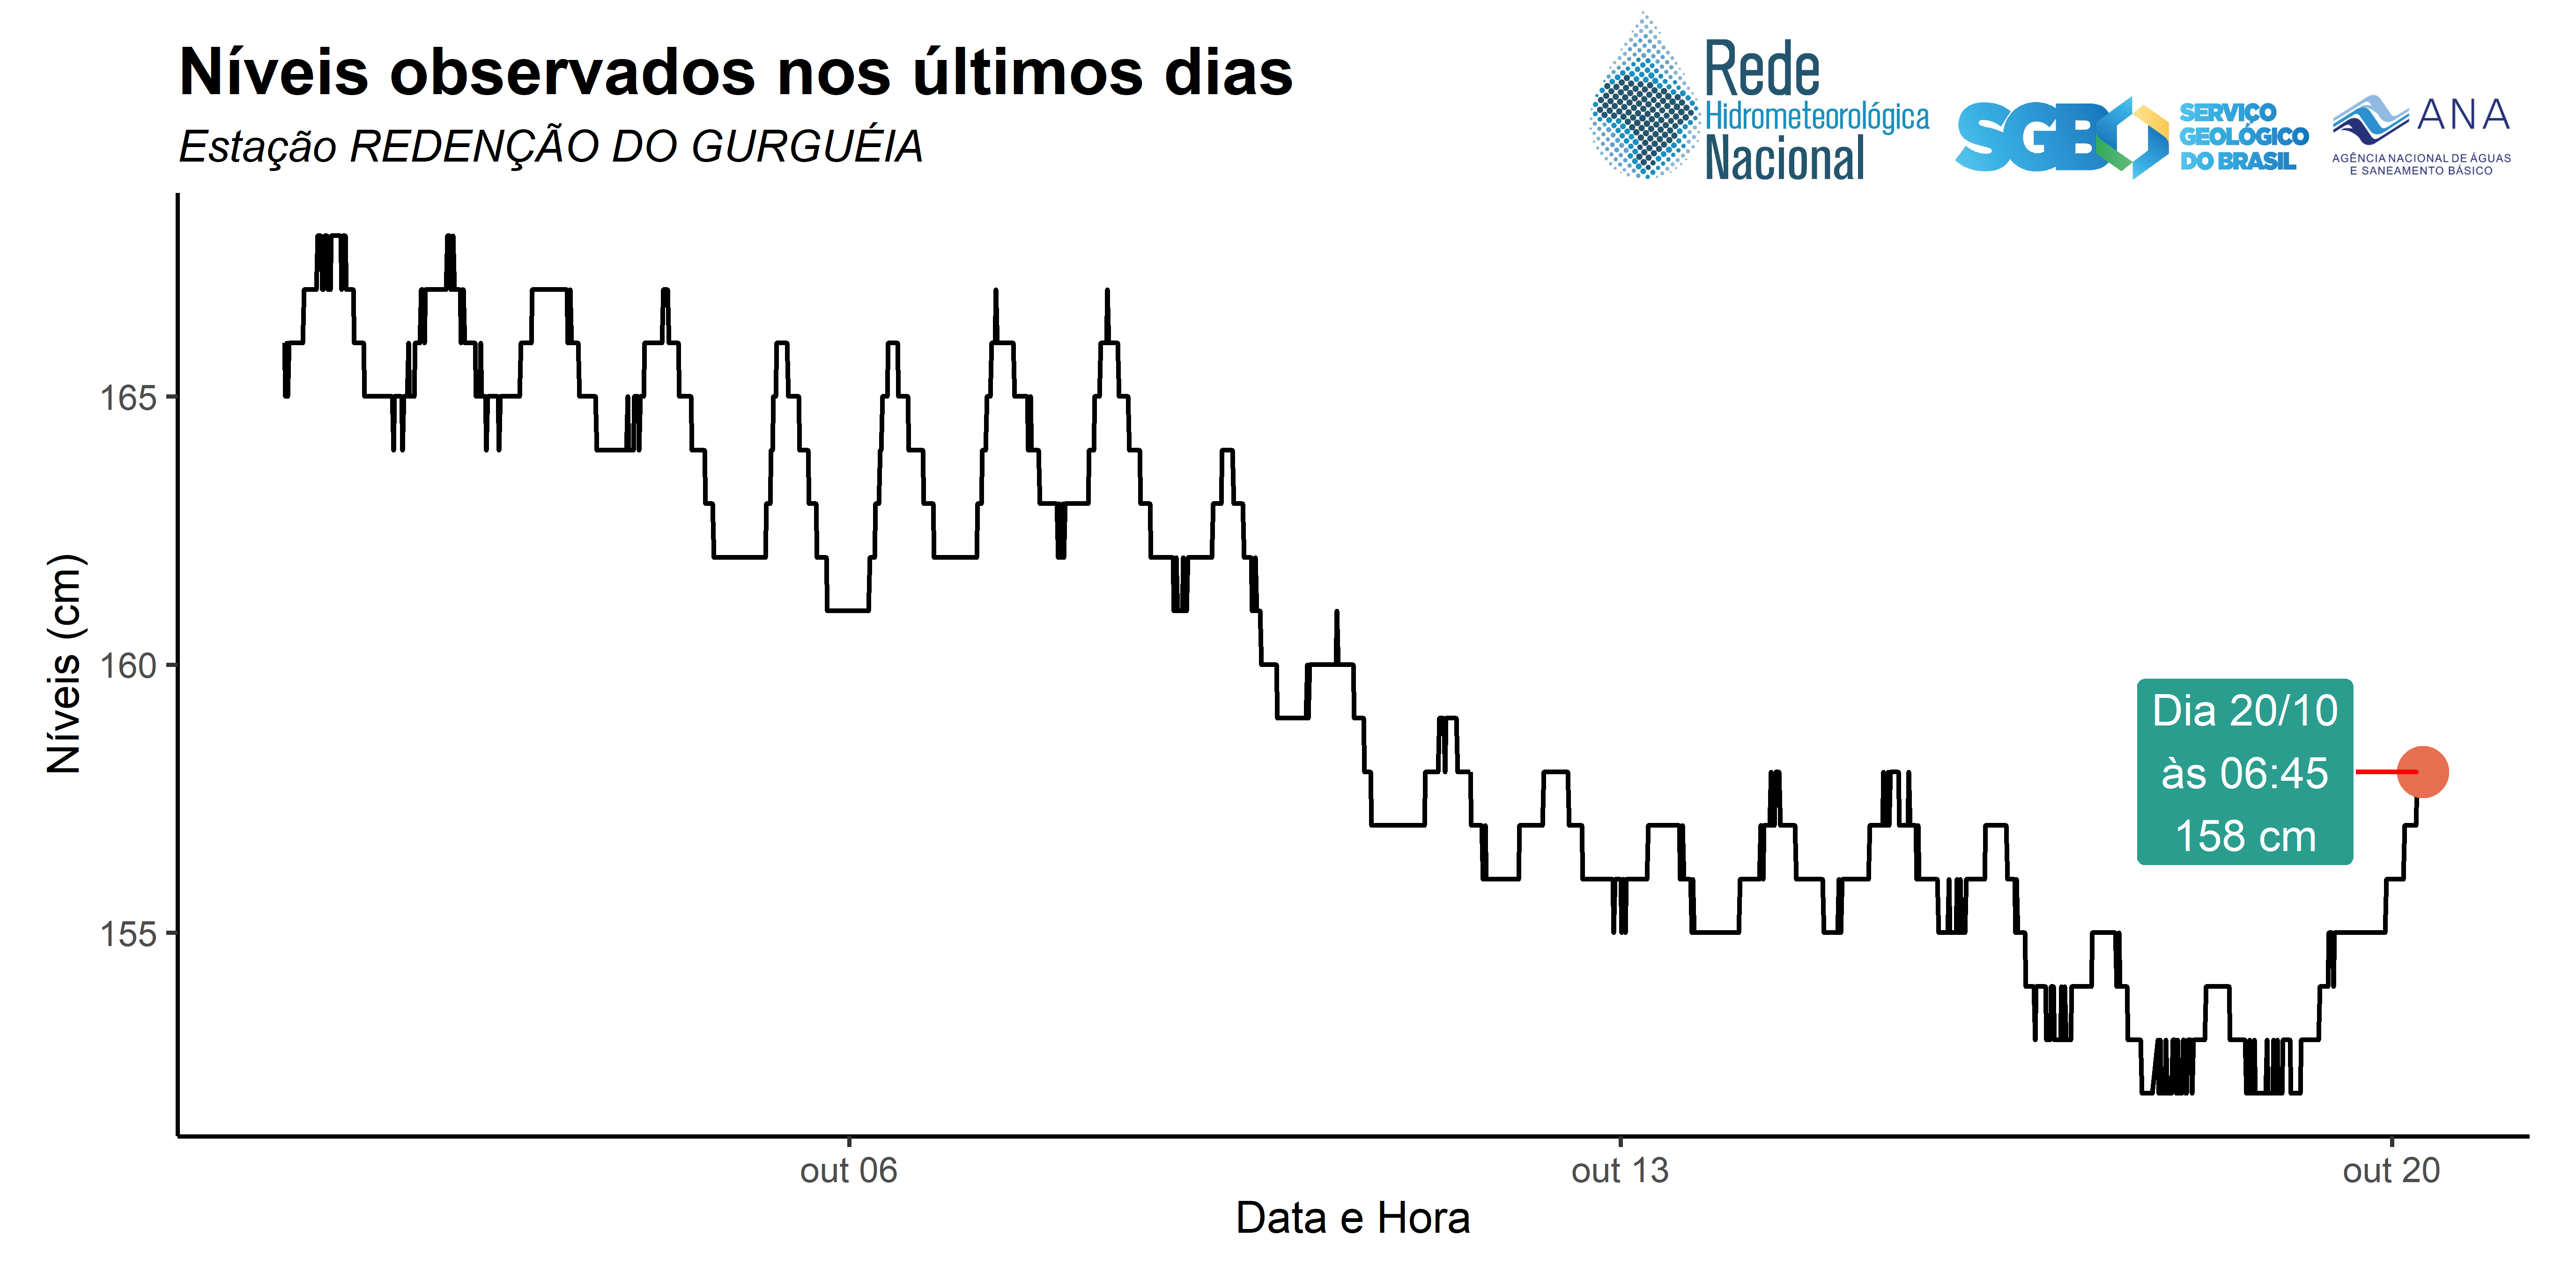 Níveis observados nos últimos dias
Estação REDENÇÃO DO GURGUÉIA
Rede
Hidrometeorológica
Nacional
SGB
SERVIÇO
GEOLÓGICO
DO BRASIL
ANA
AGÊNCIA NACIONAL DE ÁGUAS
E SANEAMENTO BÁSICO
Níveis (cm)
165
160
155
Dia 20/10
às 06:45
158 cm
out 06
out 13
out 20
Data e Hora